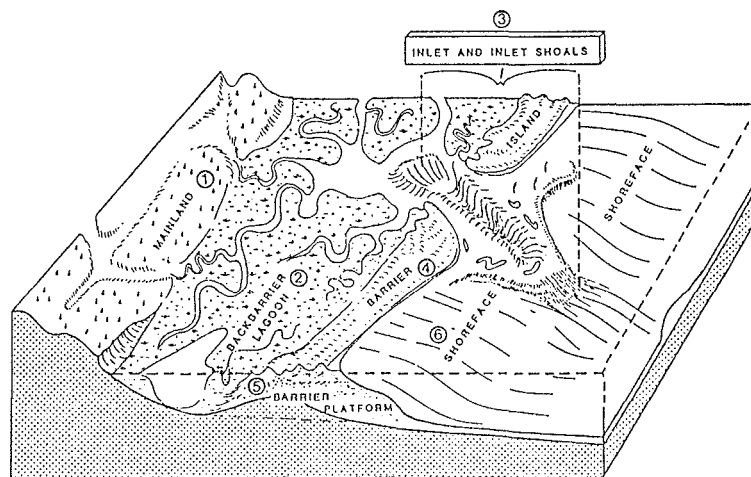 ③
INLET AND INLET SHOALS
ISLAND
SHOREFACE
①
MAINLAND
②
BACKBARRIER
LAGOON
④
BARRIER
⑥
SHOREFACE
⑤
BARRIER
PLATFORM